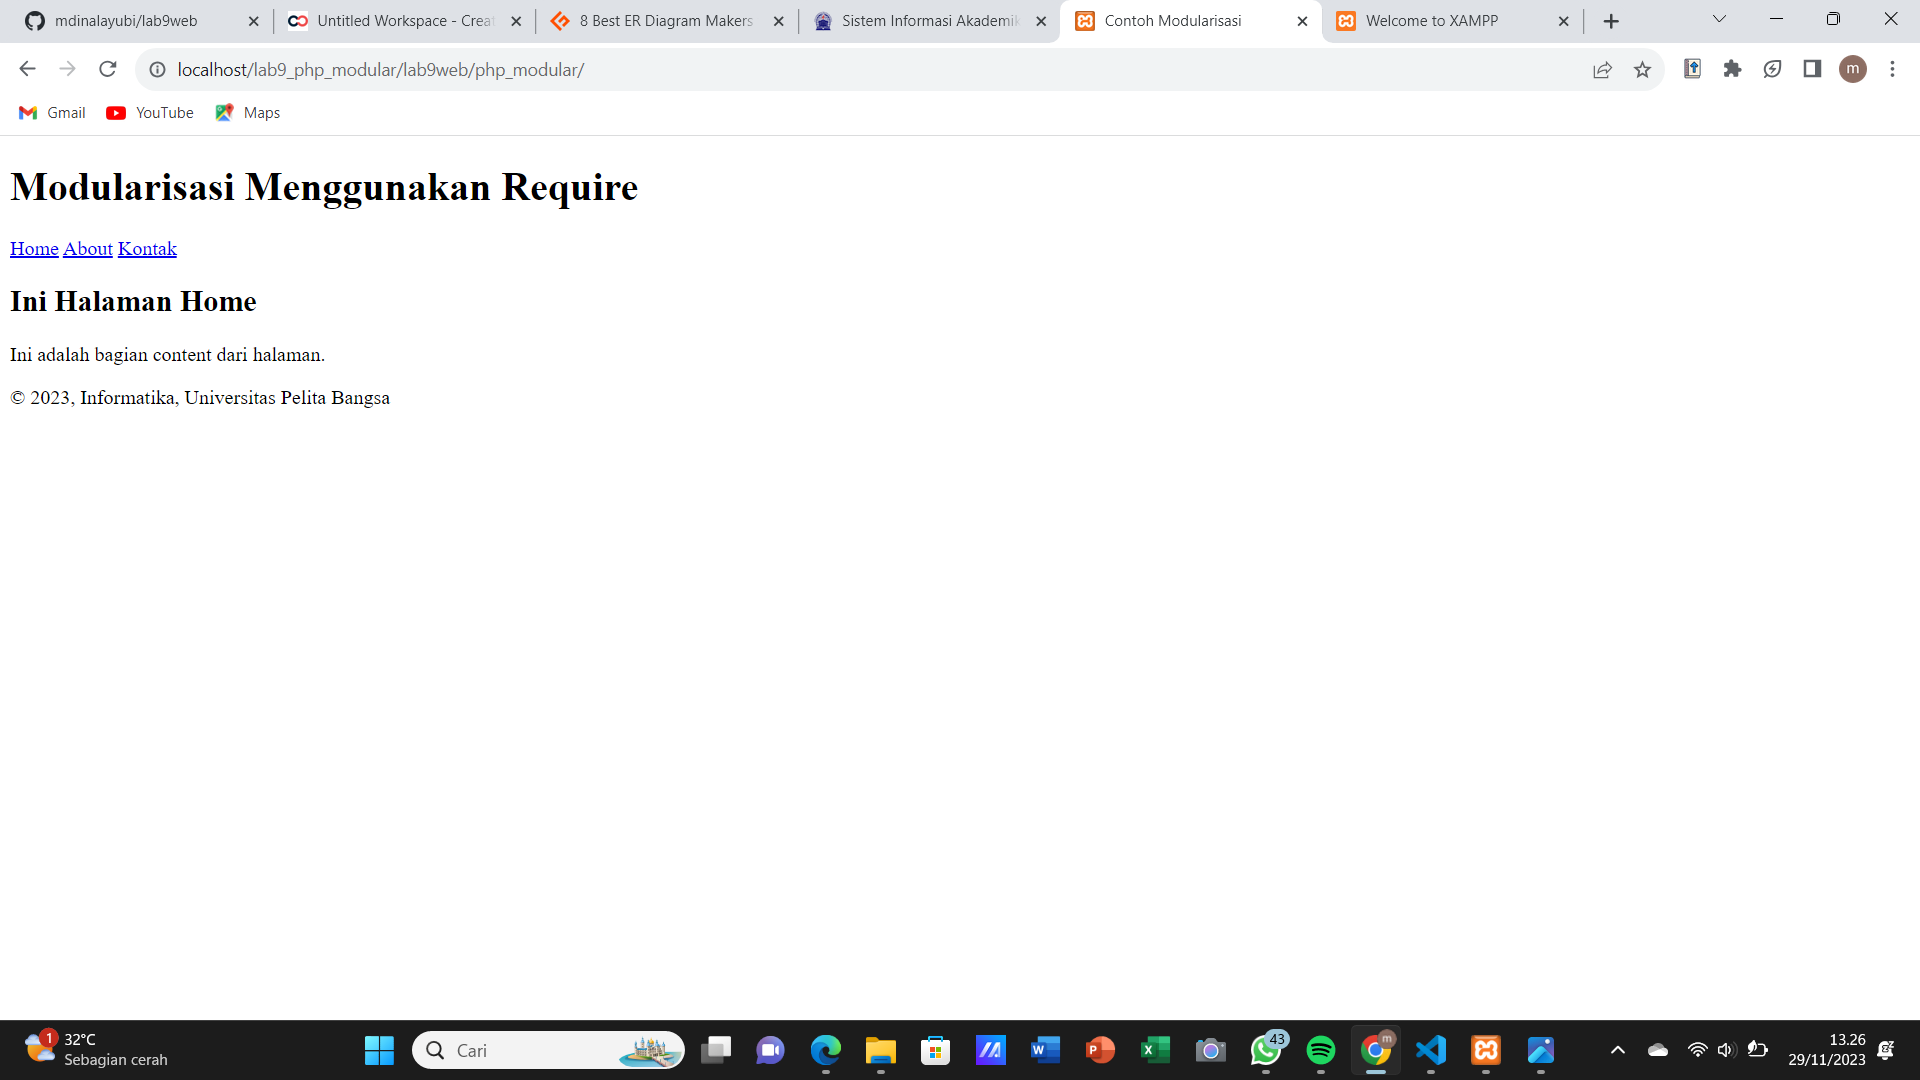 mdinalayubi/lab9web
Untitled Workspace - Creat
8 Best ER Diagram Makers
Sistem Informasi Akademik
Contoh Modularisasi
Welcome to XAMPP
localhost/lab9_php_modular/lab9web/php_modular/
m
Gmail
YouTube
Maps
Modularisasi Menggunakan Require
Home About Kontak
Ini Halaman Home
Ini adalah bagian content dari halaman.
© 2023, Informatika, Universitas Pelita Bangsa
1
32°C
Sebagian cerah
Cari
43
m
13.26
29/11/2023